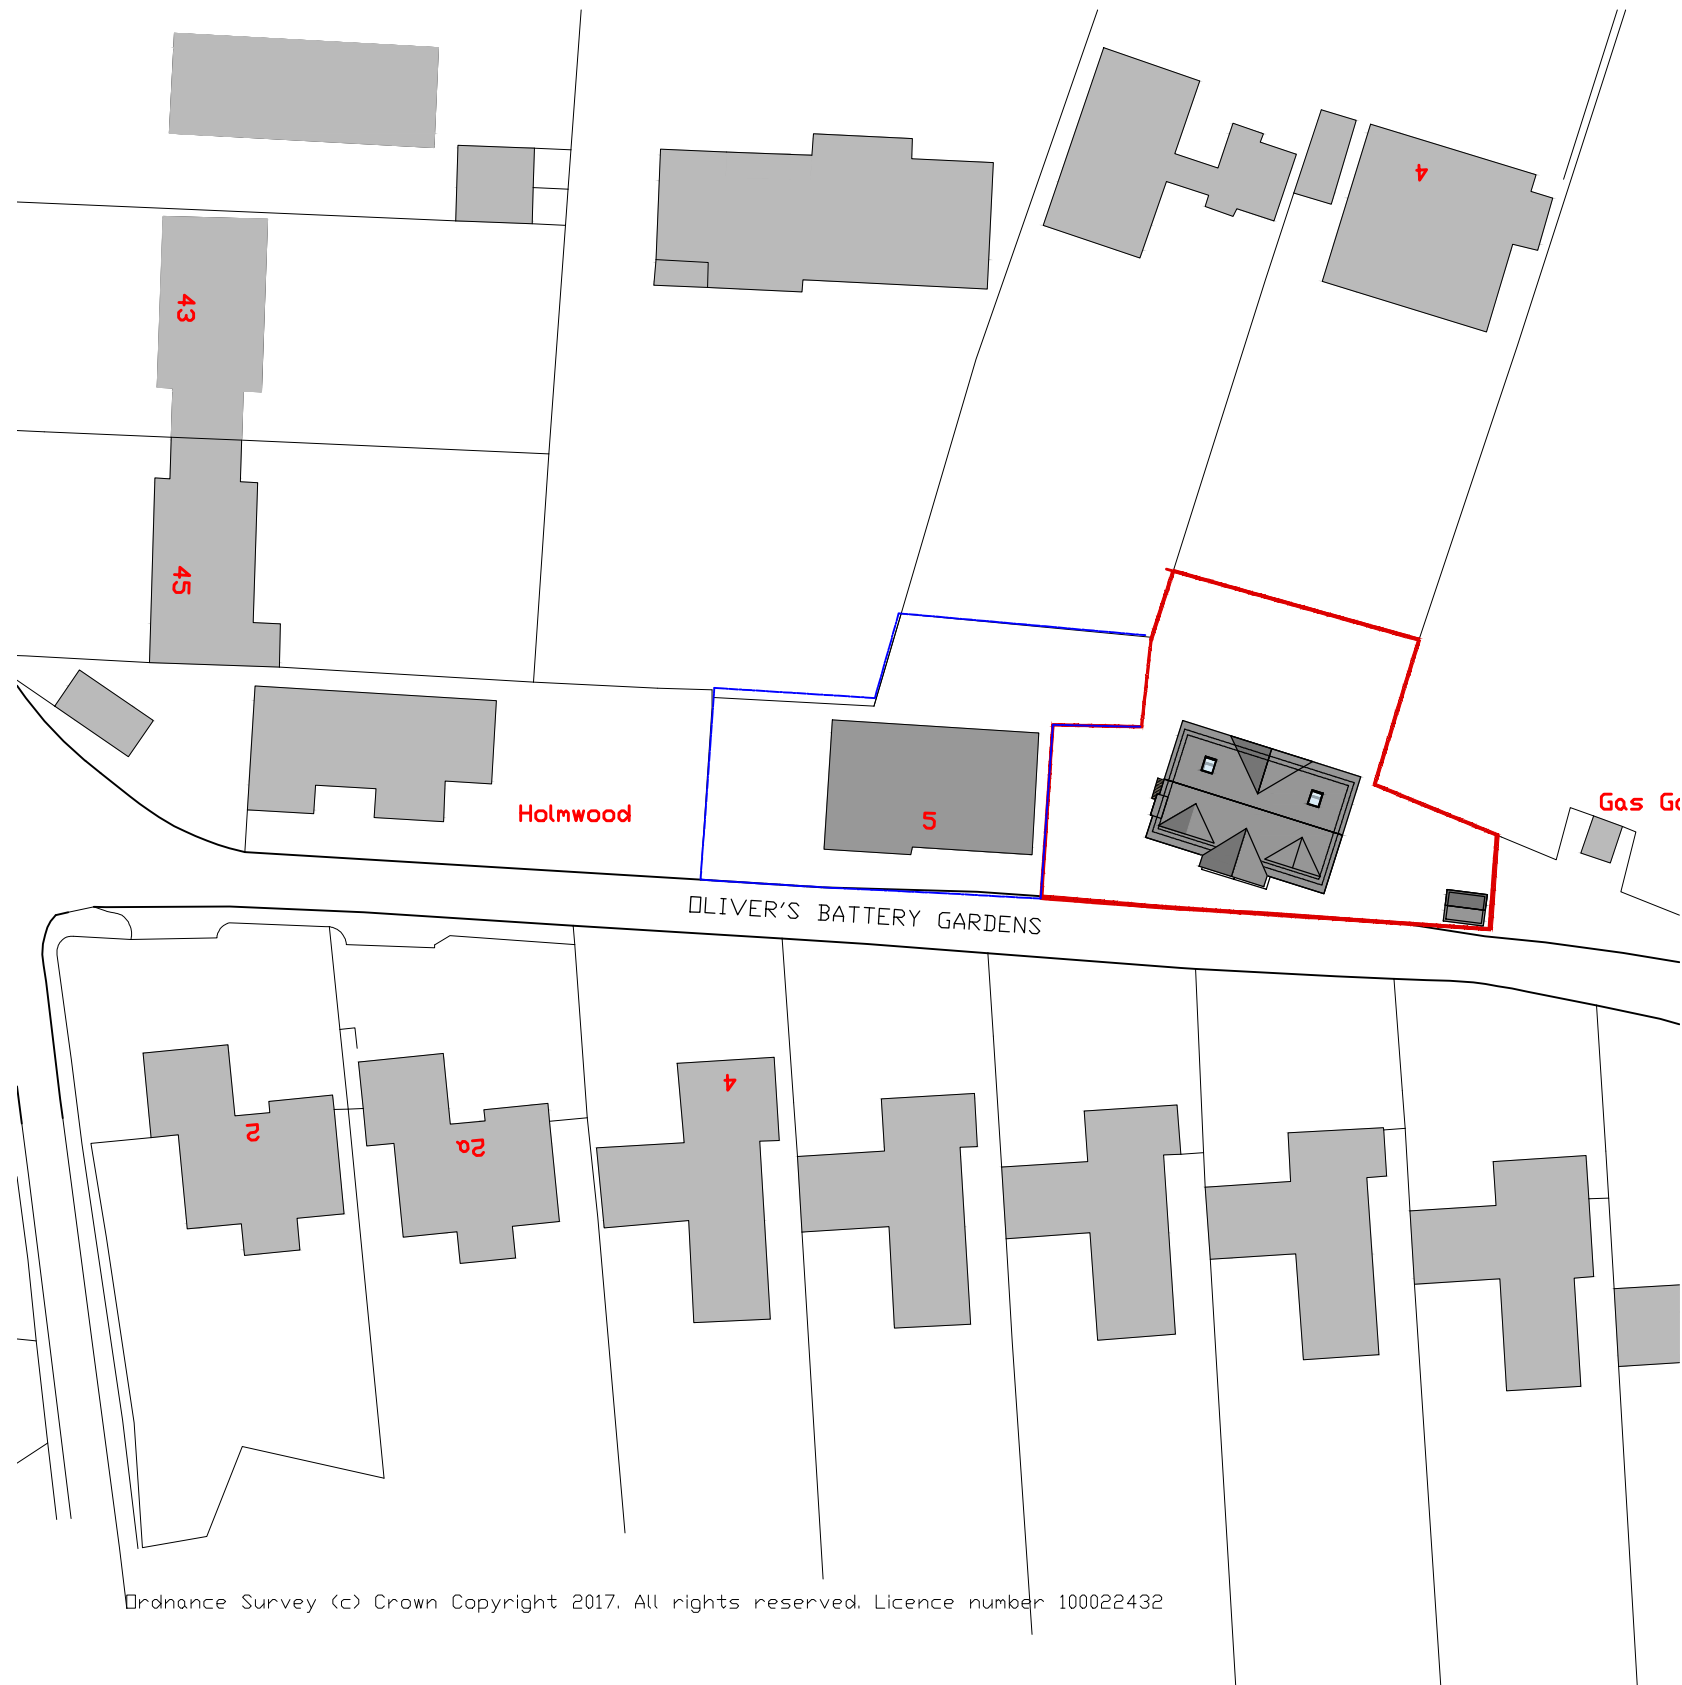 4
43
45
Holmwood
5
Gas Go
OLIVER'S BATTERY GARDENS
4
2
2a
Ordnance Survey (c) Crown Copyright 2017. All rights reserved. Licence number 100022432